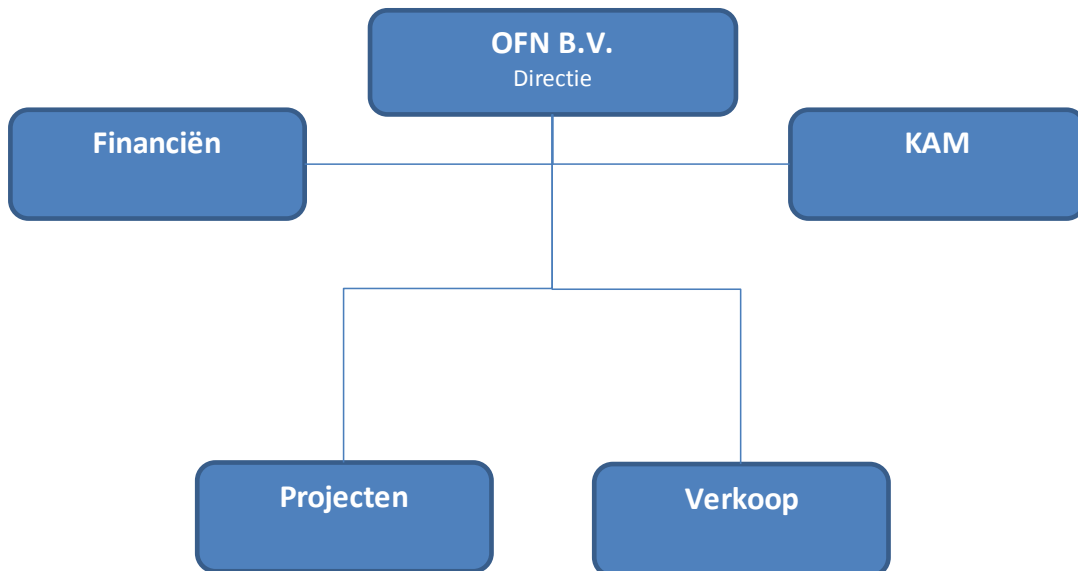 OFN B.V.
Directie
Financiën
KAM
Projecten
Verkoop